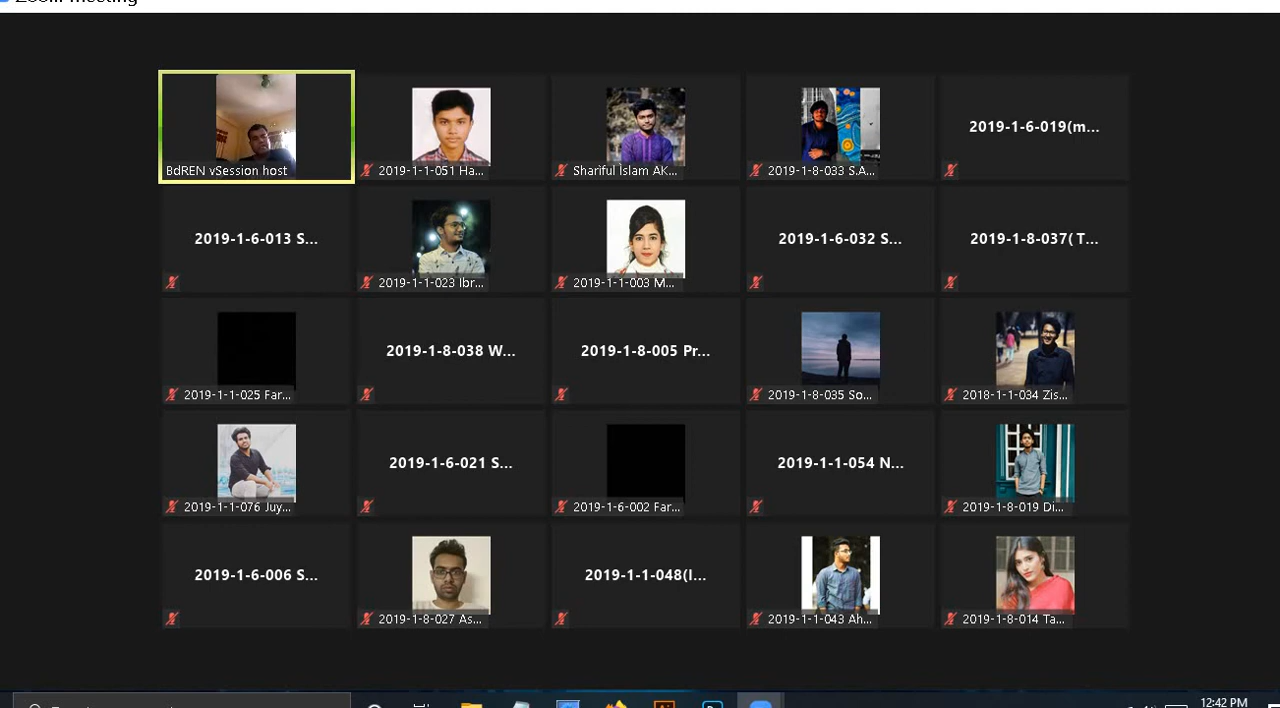 Zoom Meeting
BdREN vSession host
2019-1-1-051 Ha...
Shariful Islam AK...
2019-1-8-033 S.A...
2019-1-6-019(m...
2019-1-6-013 S...
2019-1-1-023 Ibr...
2019-1-1-003 M...
2019-1-6-032 S...
2019-1-8-037( T...
2019-1-1-025 Far...
2019-1-8-038 W...
2019-1-8-005 Pr...
2019-1-8-035 So...
2018-1-1-034 Zis...
2019-1-1-076 Juy...
2019-1-6-021 S...
2019-1-6-002 Far...
2019-1-1-054 N...
2019-1-8-019 Di...
2019-1-6-006 S...
2019-1-8-027 As...
2019-1-1-048(I...
2019-1-1-043 Ah...
2019-1-8-014 Ta...
12:42 PM